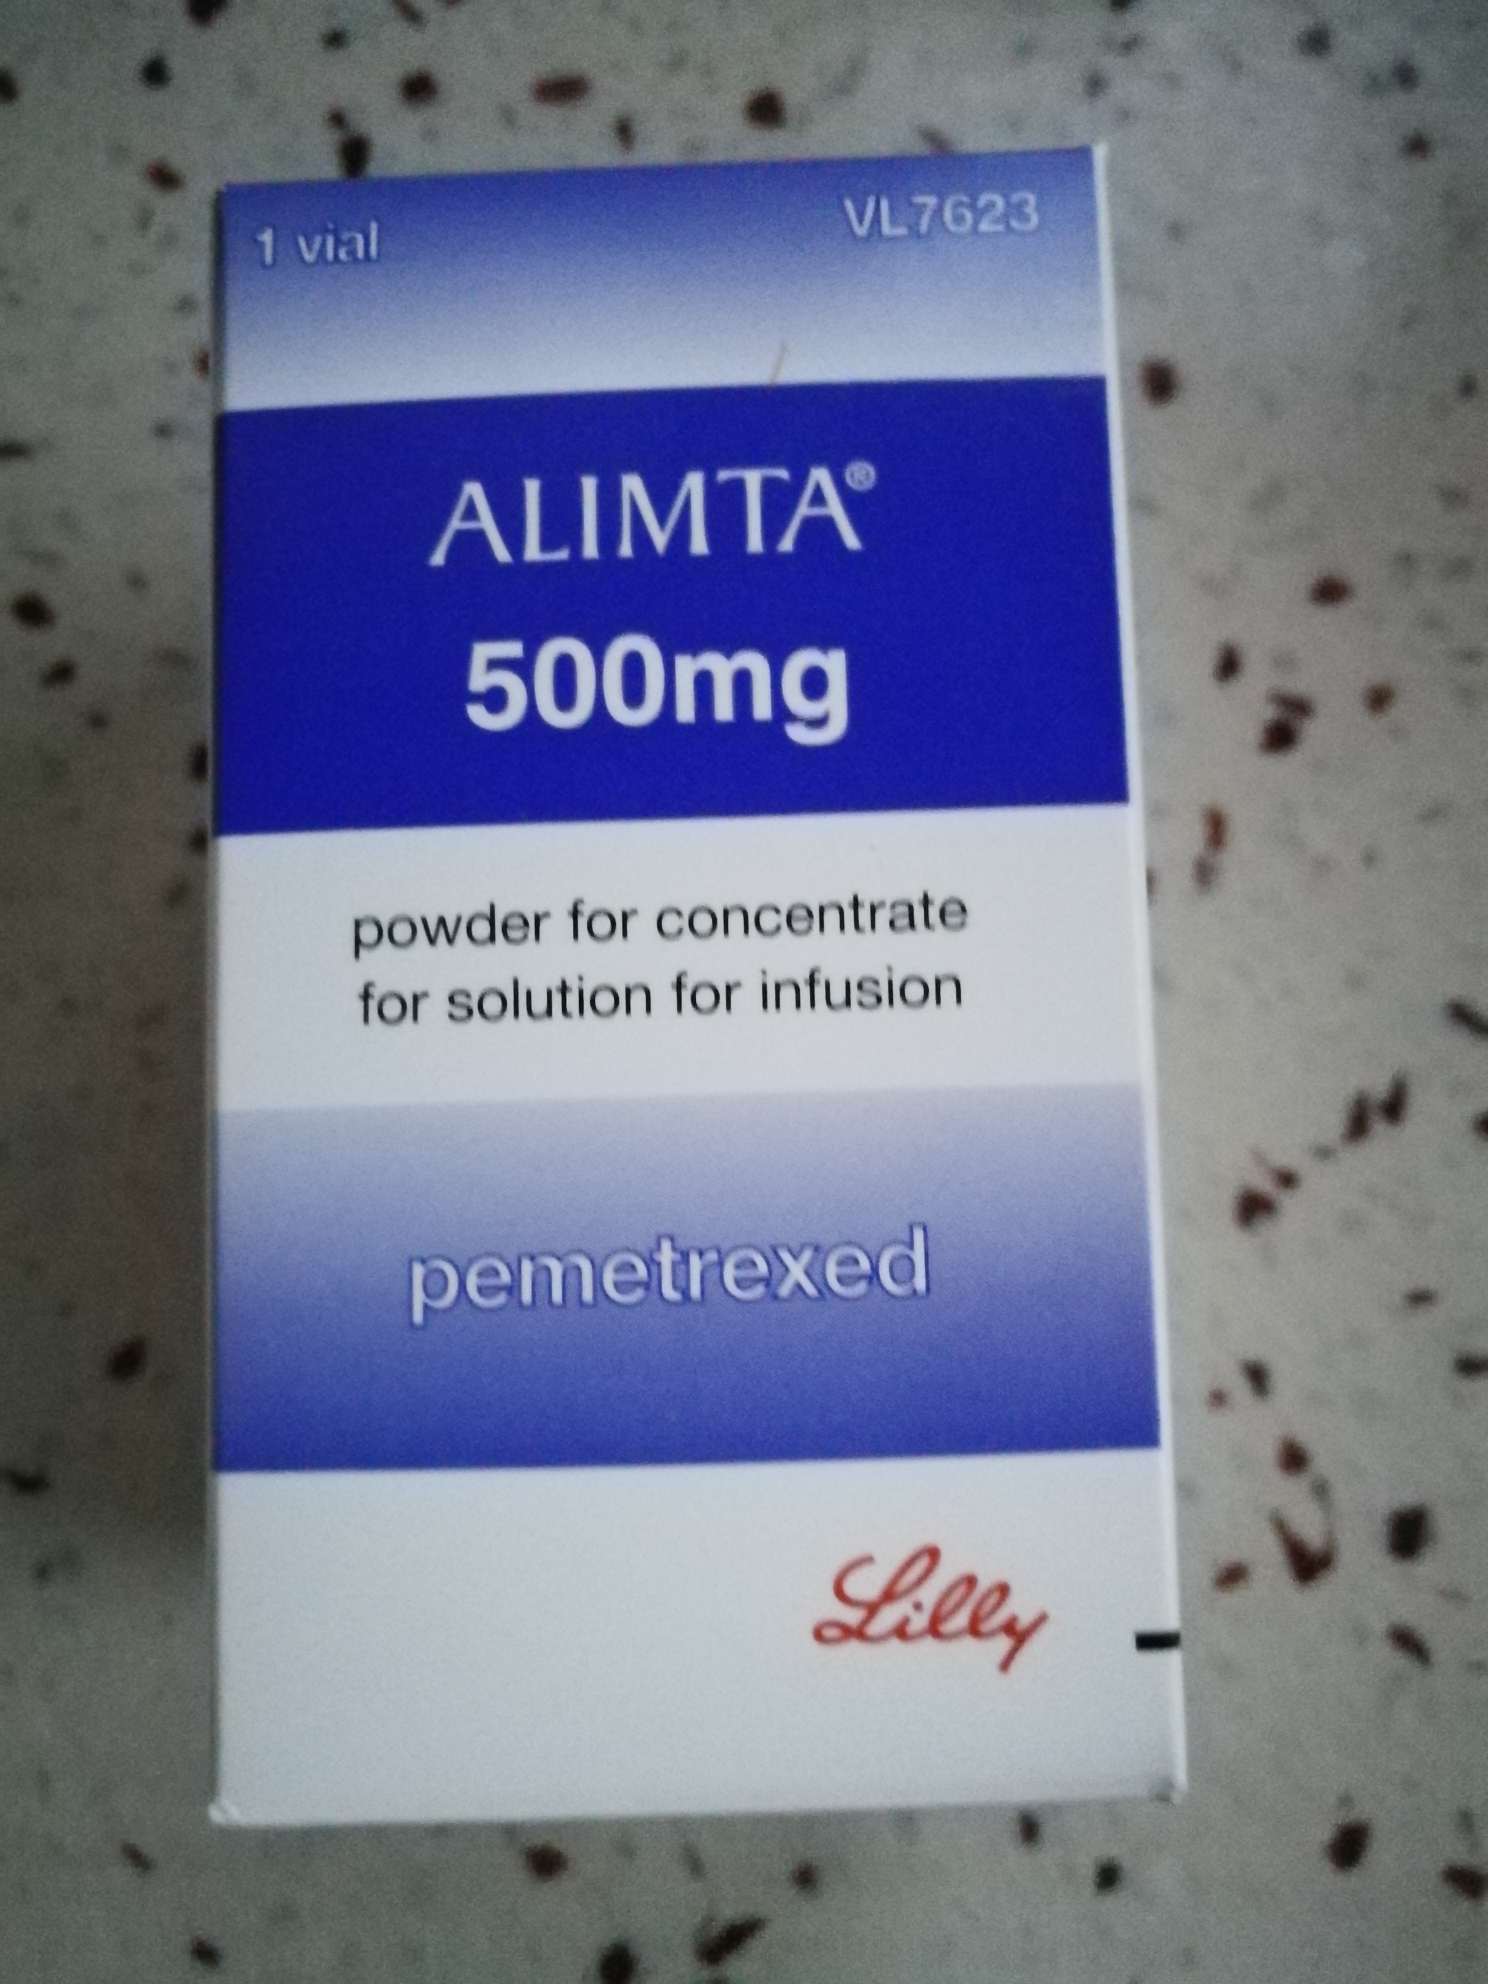 1 vial
VL7623
ALIMTA®
500mg
powder for concentrate
for solution for infusion
pemetrexed
Lilly